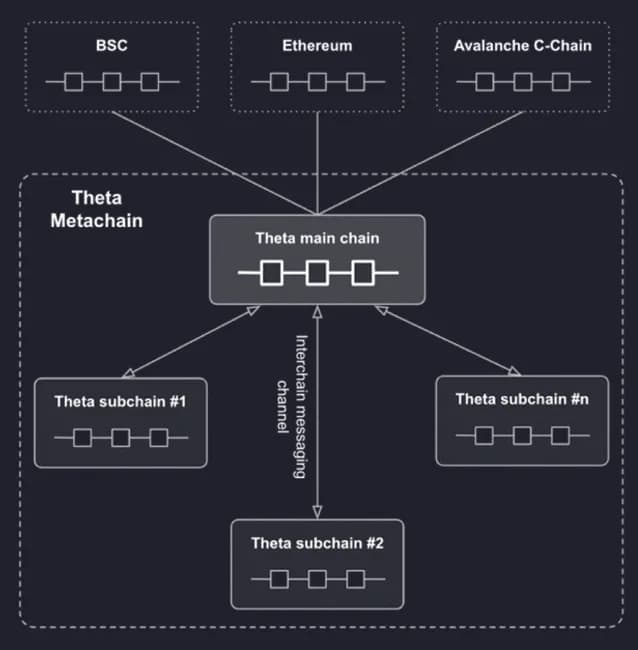 BSC
Ethereum
Avalanche C-Chain
Theta
Metachain
Theta main chain
Interchain messaging
channel
Theta subchain #1
Theta subchain #n
Theta subchain #2